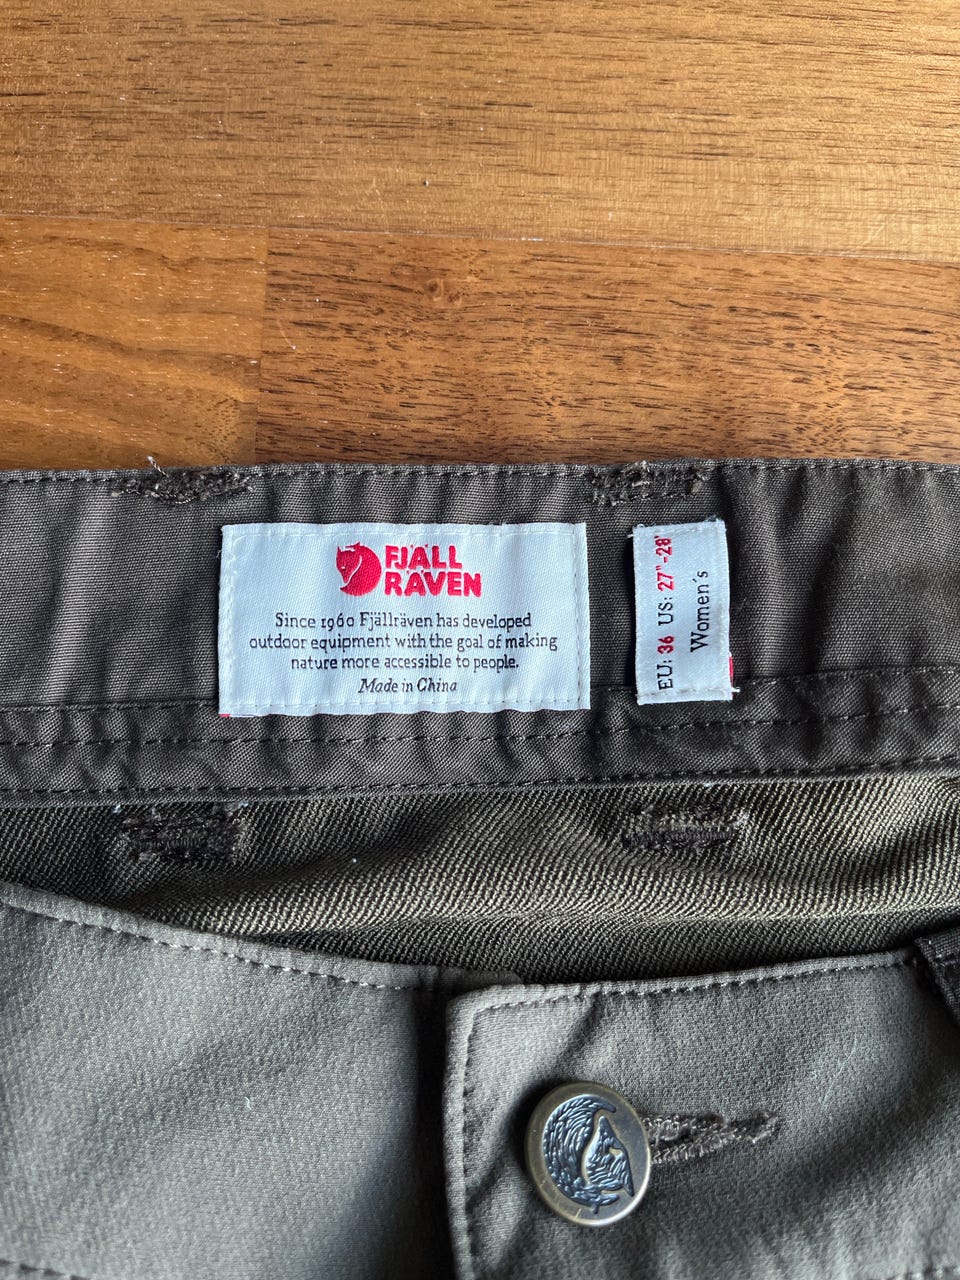 FJÄLL
RÄVEN
Since 1960 Fjällräven has developed
outdoor equipment with the goal of making
nature more accessible to people.
Made in China
EU: 36 US: 27"-28"
Women´s